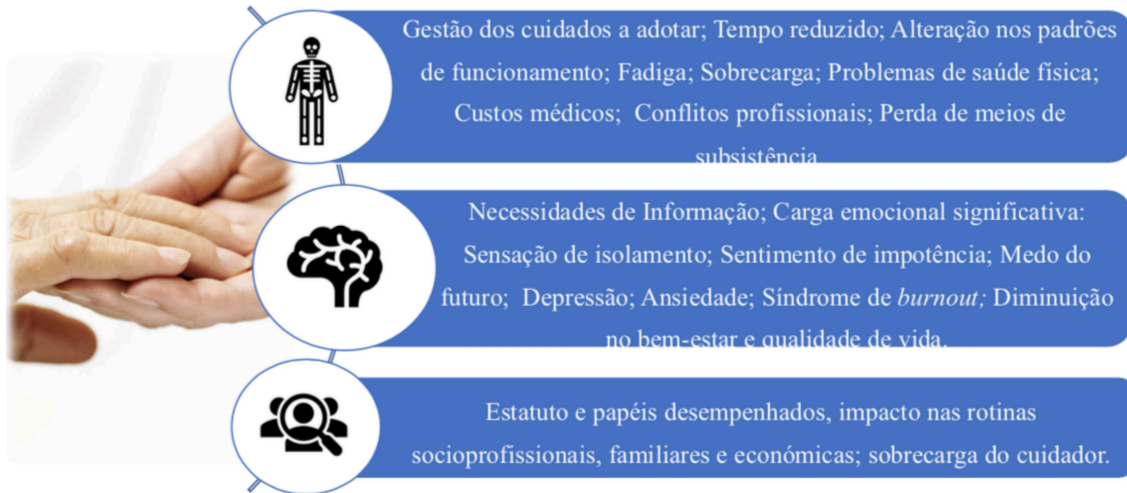 Gestão dos cuidados a adotar; Tempo reduzido; Alteração nos padrões
de funcionamento; Fadiga; Sobrecarga; Problemas de saúde física;
Custos médicos; Conflitos profissionais; Perda de meios de
subsistência
Necessidades de Informação; Carga emocional significativa:
Sensação de isolamento; Sentimento de impotência; Medo do
futuro; Depressão; Ansiedade; Síndrome de burnout; Diminuição
no bem-estar e qualidade de vida.
Estatuto e papéis desempenhados, impacto nas rotinas
socioprofissionais, familiares e económicas; sobrecarga do cuidador.